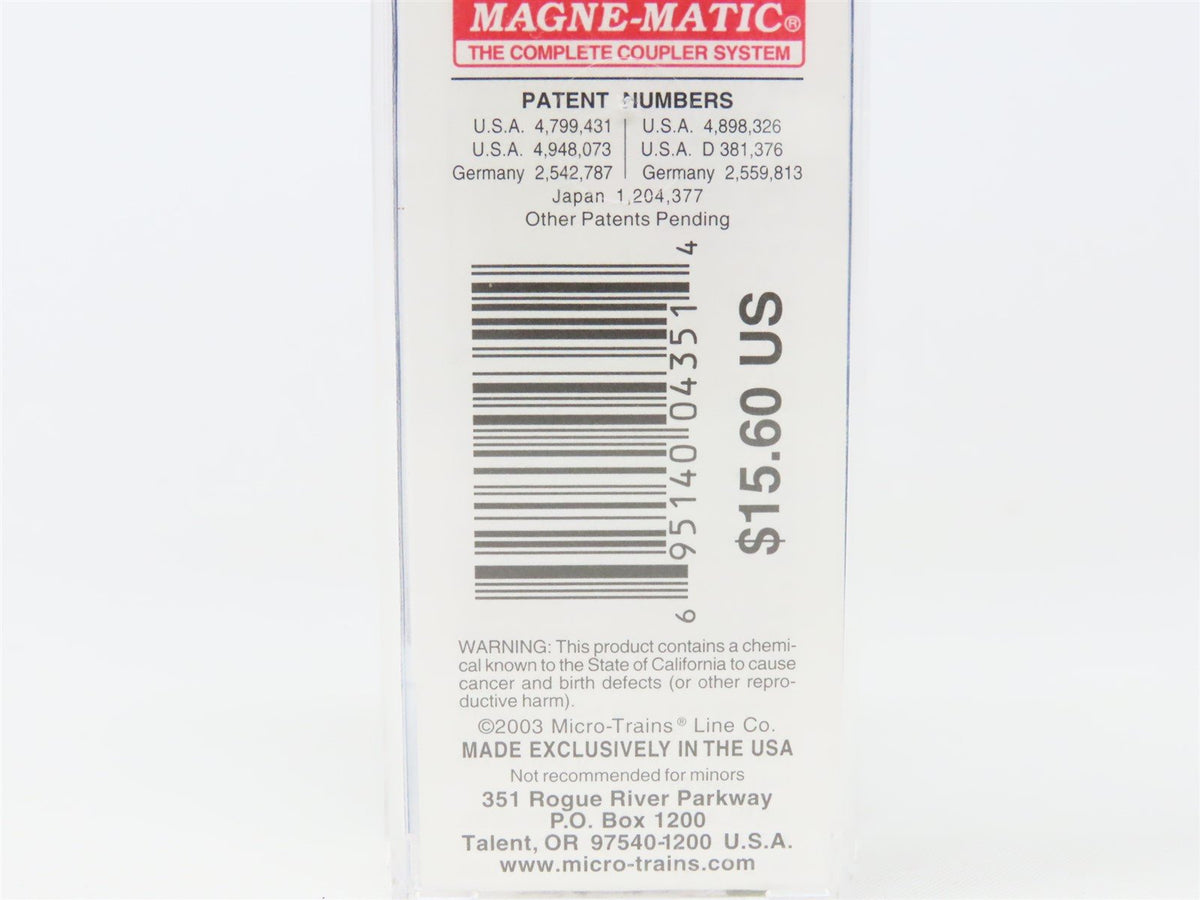 MAGNE-MATIC®
THE COMPLETE COUPLER SYSTEM
PATENT NUMBERS
U.S.A. 4,799,431 U.S.A. 4,898,326
U.S.A. 4,948,073 U.S.A. D 381,376
Germany 2,542,787 Germany 2,559,813
Japan 1,204,377
Other Patents Pending
6 95140 04351 4
$15.60 US
WARNING: This product contains a chemi-
cal known to the State of California to cause
cancer and birth defects (or other repro-
ductive harm).
©2003 Micro-Trains® Line Co.
MADE EXCLUSIVELY IN THE USA
Not recommended for minors
351 Rogue River Parkway
P.O. Box 1200
Talent, OR 97540-1200 U.S.A.
www.micro-trains.com